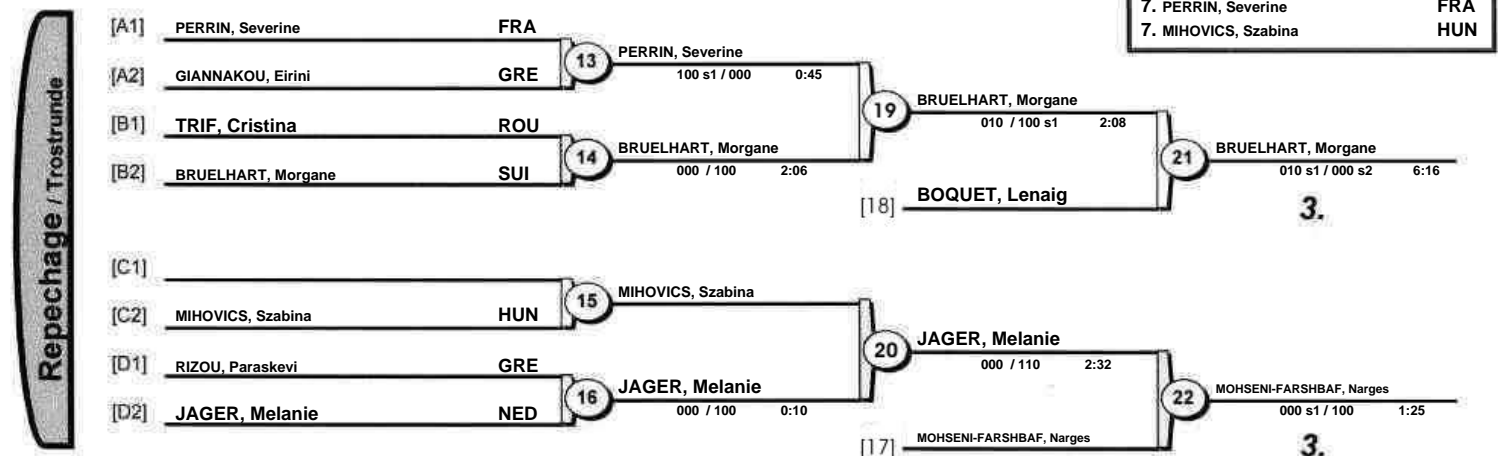 7. PERRIN, Severine FRA
7. MIHOVICS, Szabina HUN
Repechage / Trostrunde
[A1] PERRIN, Severine FRA
13 PERRIN, Severine
100 s1 / 000 0:45
[A2] GIANNAKOU, Eirini GRE
19 BRUELHART, Morgane
010 / 100 s1 2:08
[B1] TRIF, Cristina ROU
14 BRUELHART, Morgane
000 / 100 2:06
[B2] BRUELHART, Morgane SUI
21 BRUELHART, Morgane
010 s1 / 000 s2 6:16
[18] BOQUET, Lenaig
3.
[C1]
15 MIHOVICS, Szabina
[C2] MIHOVICS, Szabina HUN
20 JAGER, Melanie
000 / 110 2:32
[D1] RIZOU, Paraskevi GRE
16 JAGER, Melanie
000 / 100 0:10
[D2] JAGER, Melanie NED
22 MOHSENI-FARSHBAF, Narges
000 s1 / 100 1:25
[17] MOHSENI-FARSHBAF, Narges
3.